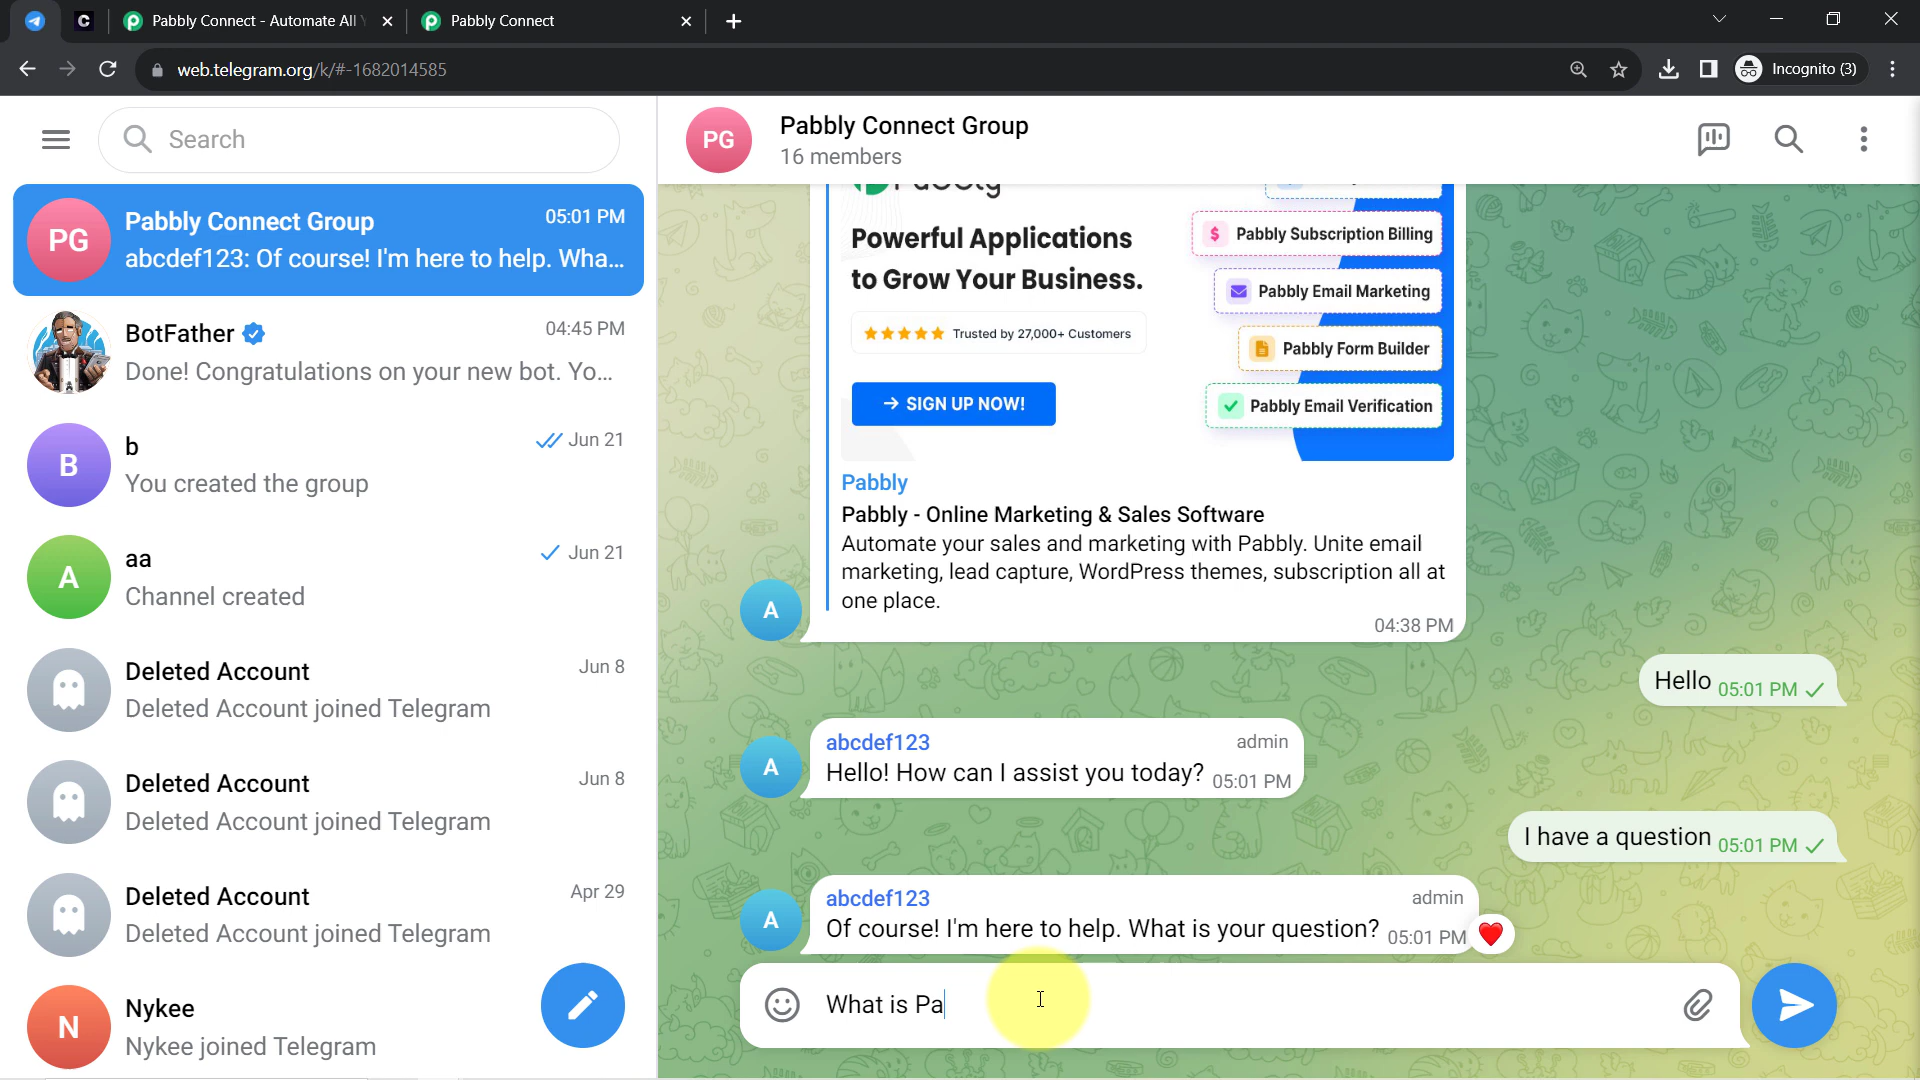 Pabbly Connect - Automate All Y
Pabbly Connect
web.telegram.org/k/#-1682014585
Incognito (3)
Search
PG
Pabbly Connect Group
05:01 PM
abcdef123: Of course! I'm here to help. Wha...
BotFather
04:45 PM
Done! Congratulations on your new bot. Yo...
B
b
Jun 21
You created the group
A
aa
Jun 21
Channel created
Deleted Account
Jun 8
Deleted Account joined Telegram
Deleted Account
Jun 8
Deleted Account joined Telegram
Deleted Account
Apr 29
Deleted Account joined Telegram
N
Nykee
Nykee joined Telegram
PG
Pabbly Connect Group
16 members
Powerful Applications
to Grow Your Business.
Trusted by 27,000+ Customers
→ SIGN UP NOW!
$ Pabbly Subscription Billing
Pabbly Email Marketing
Pabbly Form Builder
Pabbly Email Verification
Pabbly
Pabbly - Online Marketing & Sales Software
Automate your sales and marketing with Pabbly. Unite email
marketing, lead capture, WordPress themes, subscription all at
one place.
04:38 PM
A
Hello 05:01 PM
abcdef123 admin
A
Hello! How can I assist you today? 05:01 PM
I have a question 05:01 PM
abcdef123 admin
A
Of course! I'm here to help. What is your question? 05:01 PM
What is Pa